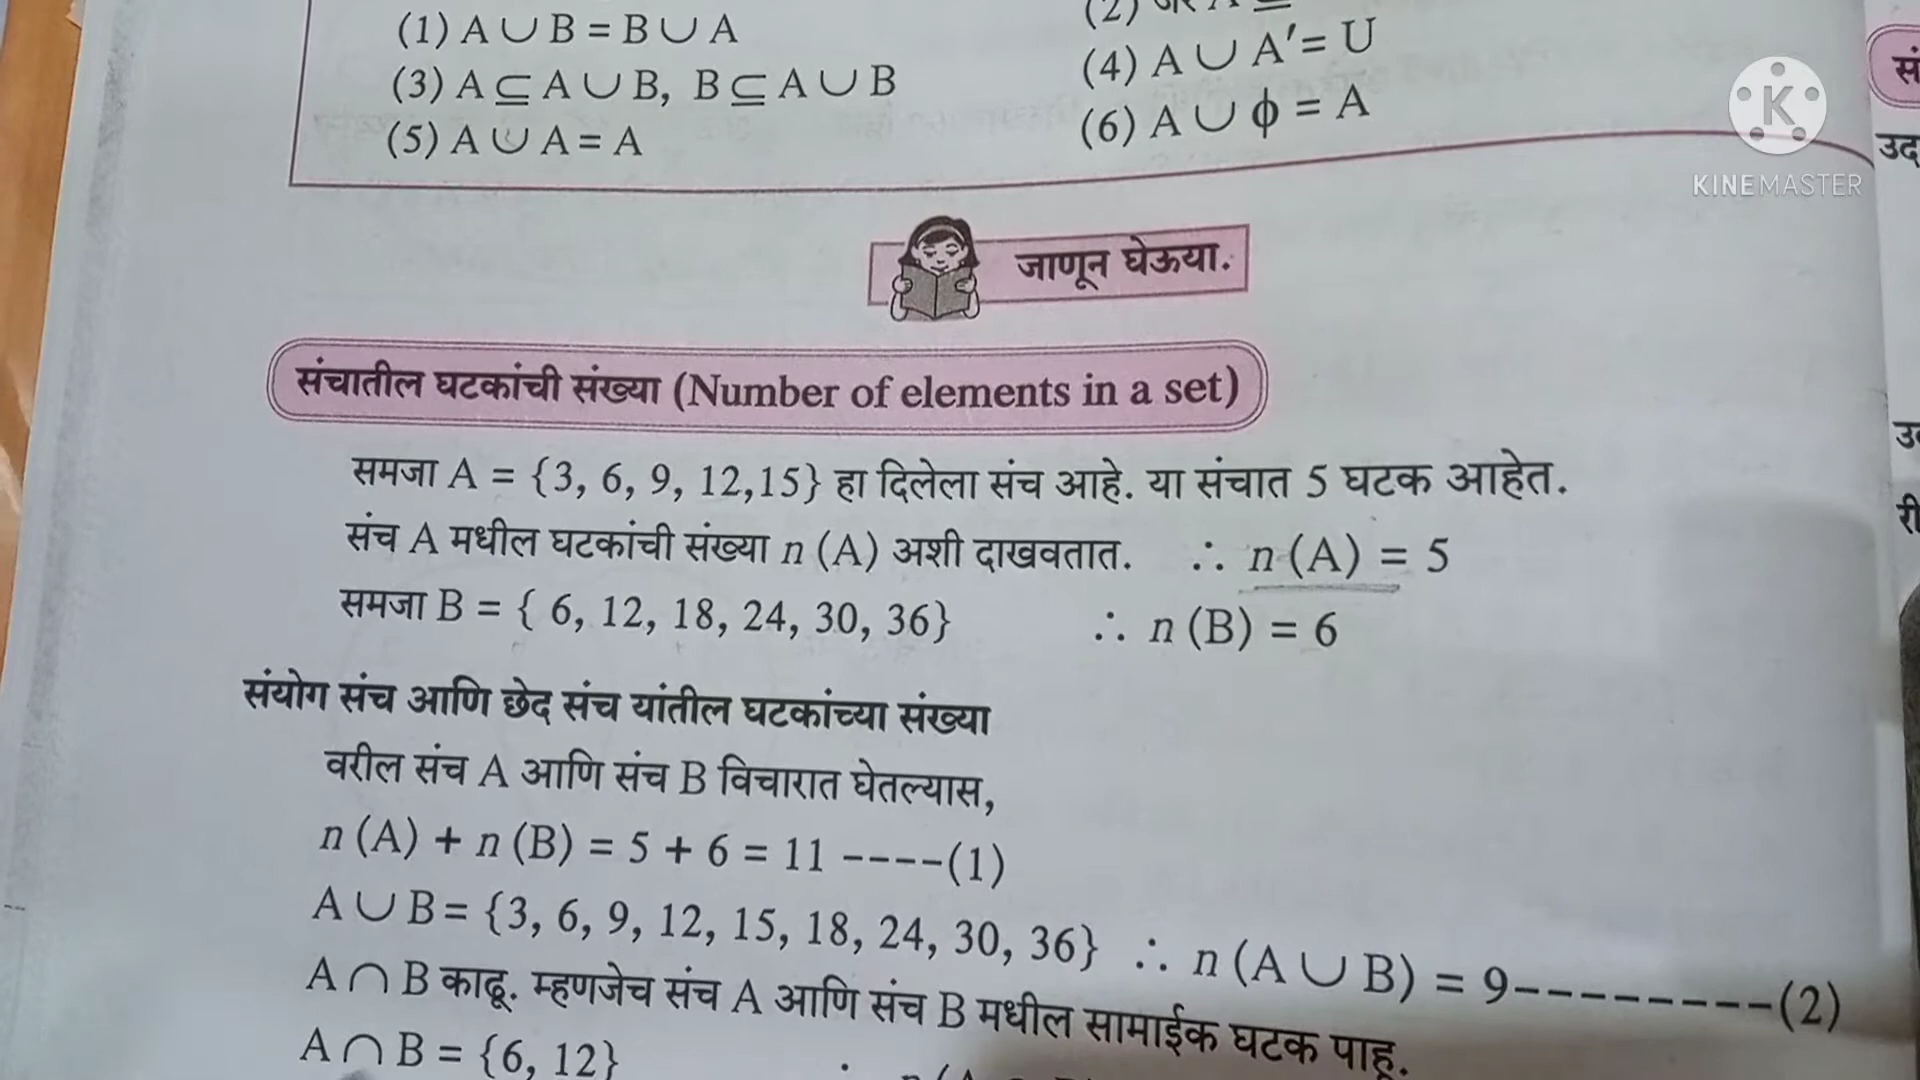 (1) A ∪ B = B ∪ A
(2) जर A ⊆
(3) A ⊆ A ∪ B, B ⊆ A ∪ B
(4) A ∪ A′ = U
(5) A ∪ A = A
(6) A ∪ ϕ = A
K
KINEMASTER
जाणून घेऊया.
संचातील घटकांची संख्या (Number of elements in a set)
समजा A = {3, 6, 9, 12,15} हा दिलेला संच आहे. या संचात 5 घटक आहेत.
संच A मधील घटकांची संख्या n (A) अशी दाखवतात. ∴ n (A) = 5
समजा B = { 6, 12, 18, 24, 30, 36} ∴ n (B) = 6
संयोग संच आणि छेद संच यांतील घटकांच्या संख्या
वरील संच A आणि संच B विचारात घेतल्यास,
n (A) + n (B) = 5 + 6 = 11 ----(1)
A ∪ B = {3, 6, 9, 12, 15, 18, 24, 30, 36} ∴ n (A ∪ B) = 9---------(2)
A ∩ B काढू. म्हणजेच संच A आणि संच B मधील सामाईक घटक पाहू.
A ∩ B = {6, 12}